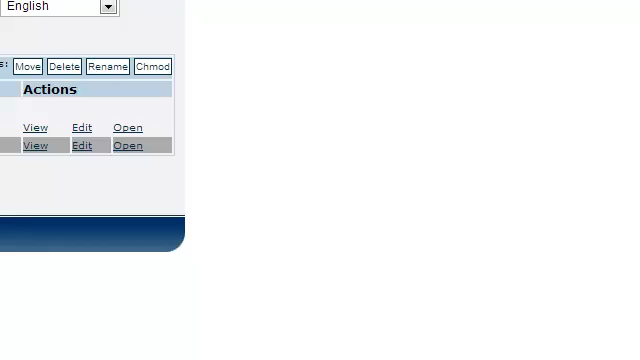 English
s: Move Delete Rename Chmod
Actions
View Edit Open
View Edit Open